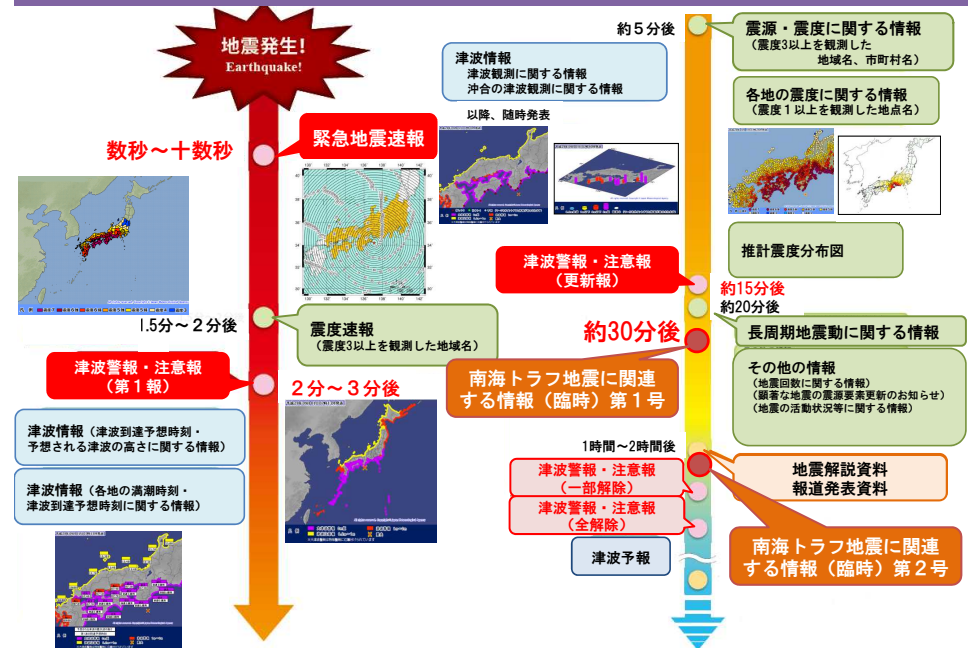 地震発生!
Earthquake!
数秒～十数秒
緊急地震速報
1.5分～２分後
震度速報
（震度3以上を観測した地域名）
津波警報・注意報
（第１報）
２分～３分後
津波情報（津波到達予想時刻・
予想される津波の高さに関する情報）
津波情報（各地の満潮時刻・
津波到達予想時刻に関する情報）
約５分後
震源・震度に関する情報
（震度3以上を観測した
地域名、市町村名）
津波情報
津波観測に関する情報
沖合の津波観測に関する情報
以降、随時発表
各地の震度に関する情報
（震度１以上を観測した地点名）
推計震度分布図
津波警報・注意報
（更新報）
約15分後
約20分後
長周期地震動に関する情報
約30分後
南海トラフ地震に関連
する情報（臨時）第１号
その他の情報
（地震回数に関する情報）
（顕著な地震の震源要素更新のお知らせ）
（地震の活動状況等に関する情報）
1時間～2時間後
地震解説資料
報道発表資料
津波警報・注意報
（一部解除）
津波警報・注意報
（全解除）
津波予報
南海トラフ地震に関連
する情報（臨時）第２号